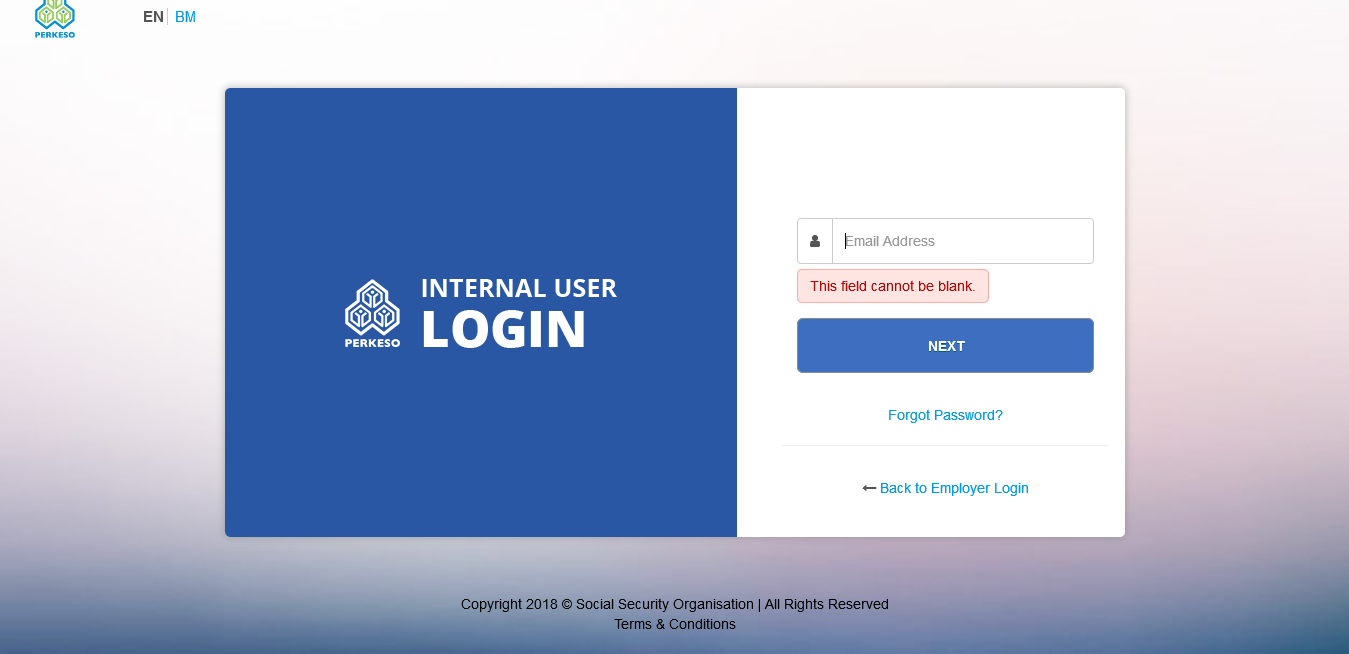 PERKESO
EN | BM
INTERNAL USER
LOGIN
PERKESO
Email Address
This field cannot be blank.
NEXT
Forgot Password?
Back to Employer Login
Copyright 2018 © Social Security Organisation | All Rights Reserved
Terms & Conditions